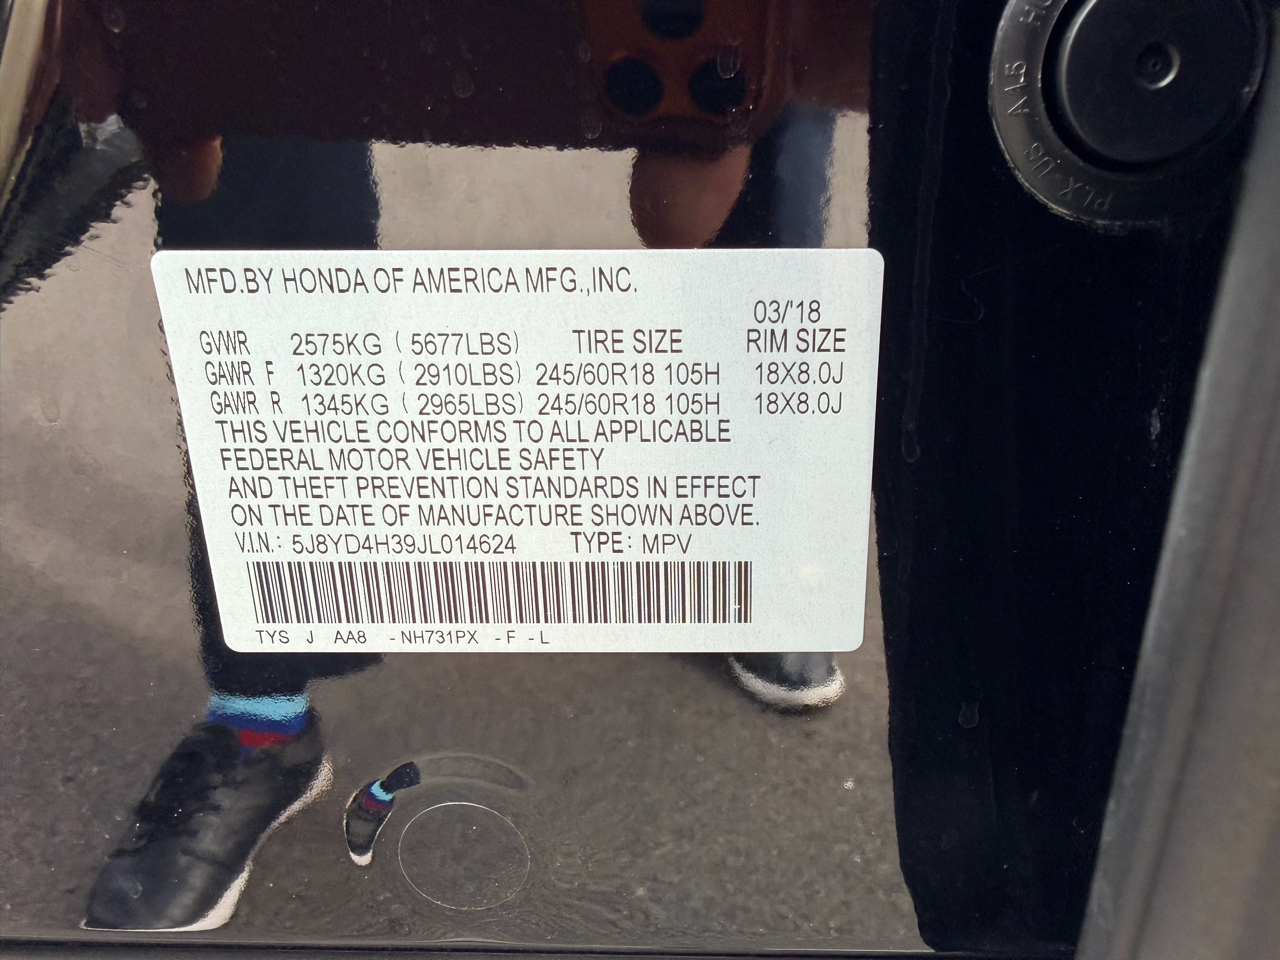 MFD.BY HONDA OF AMERICA MFG.,INC.
03/'18
GVWR 2575KG ( 5677LBS) TIRE SIZE RIM SIZE
GAWR F 1320KG ( 2910LBS) 245/60R18 105H 18X8.0J
GAWR R 1345KG ( 2965LBS) 245/60R18 105H 18X8.0J
THIS VEHICLE CONFORMS TO ALL APPLICABLE
FEDERAL MOTOR VEHICLE SAFETY
AND THEFT PREVENTION STANDARDS IN EFFECT
ON THE DATE OF MANUFACTURE SHOWN ABOVE.
V.I.N.: 5J8YD4H39JL014624 TYPE: MPV
TYS J AA8 -NH731PX -F - L
PLX-US